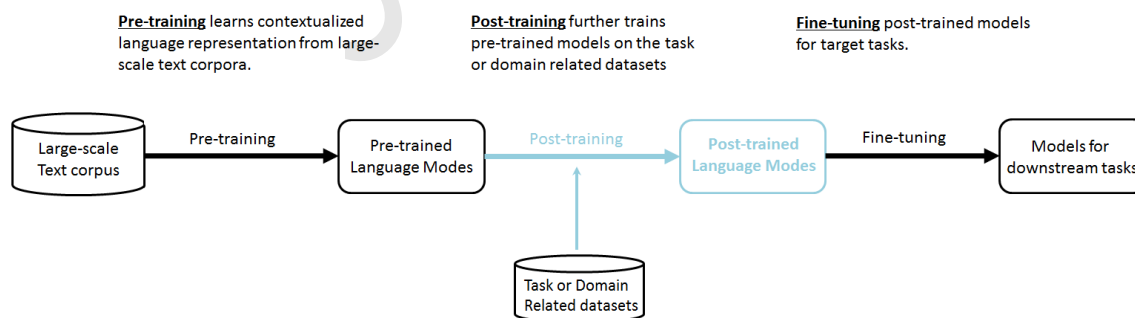 Pre-training learns contextualized
language representation from large-
scale text corpora.
Post-training further trains
pre-trained models on the task
or domain related datasets
Fine-tuning post-trained models
for target tasks.
Large-scale
Text corpus
Pre-training
Pre-trained
Language Modes
Post-training
Post-trained
Language Modes
Fine-tuning
Models for
downstream tasks
Task or Domain
Related datasets